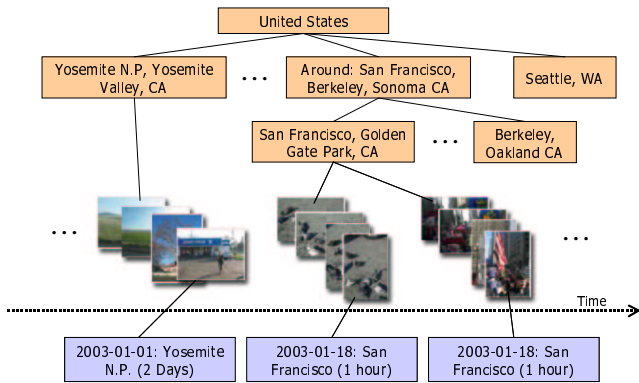 United States
Yosemite N.P, Yosemite
Valley, CA
...
Around: San Francisco,
Berkeley, Sonoma CA
Seattle, WA
San Francisco, Golden
Gate Park, CA
...
Berkeley,
Oakland CA
...
...
Time
2003-01-01: Yosemite
N.P. (2 Days)
2003-01-18: San
Francisco (1 hour)
2003-01-18: San
Francisco (1 hour)